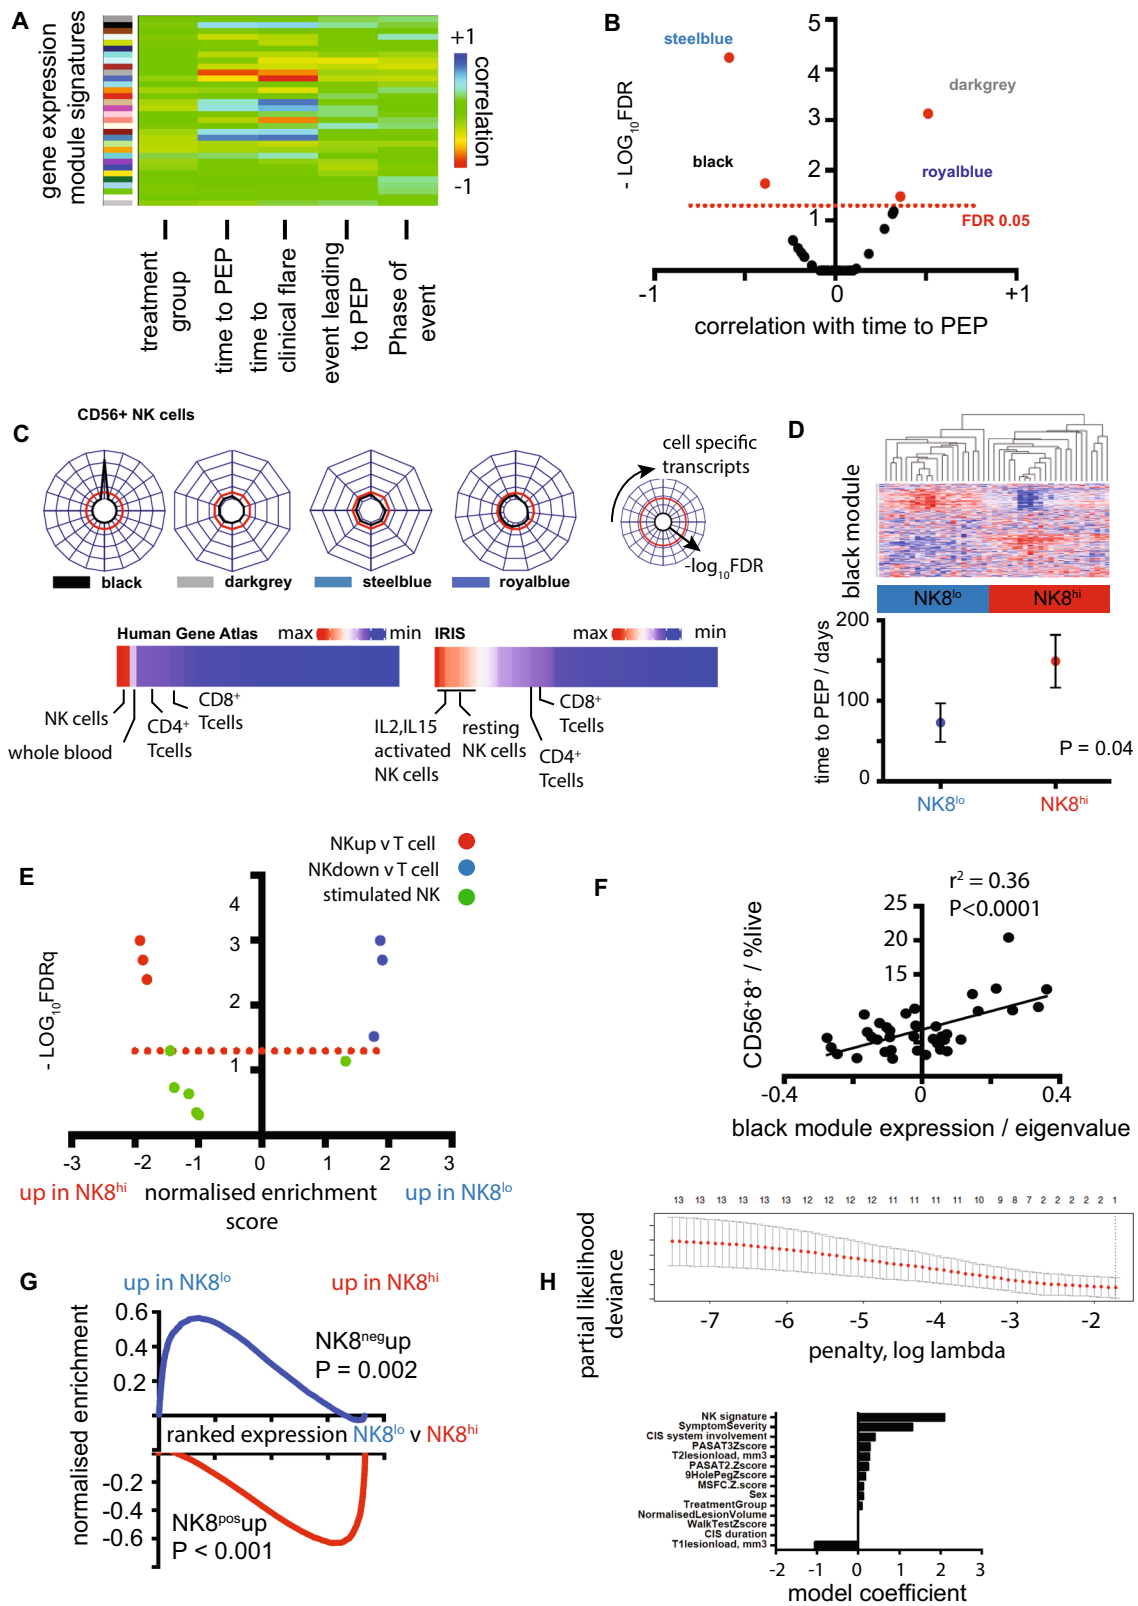 A
gene expression
module signatures
+1
correlation
-1
treatment
group
time to PEP
time to
clinical flare
event leading
to PEP
Phase of
event
B
- LOG10FDR
5
4
3
2
1
steelblue
darkgrey
black
royalblue
FDR 0.05
-1
0
+1
correlation with time to PEP
C
CD56+ NK cells
cell specific
transcripts
-log10FDR
black
darkgrey
steelblue
royalblue
Human Gene Atlas
max
min
IRIS
max
min
NK cells
whole blood
CD4+
Tcells
CD8+
Tcells
IL2,IL15
activated
NK cells
resting
NK cells
CD4+
Tcells
CD8+
Tcells
D
black module
NK8lo
NK8hi
time to PEP / days
200
100
0
P = 0.04
NK8lo
NK8hi
E
NKup v T cell
NKdown v T cell
stimulated NK
- LOG10FDRq
4
3
2
1
-3
-2
-1
0
1
2
3
up in NK8hi
normalised enrichment
score
up in NK8lo
F
r2 = 0.36
P<0.0001
CD56+8+ / %live
25
20
15
-0.4
0
0.4
black module expression / eigenvalue
G
up in NK8lo
up in NK8hi
normalised enrichment
0.6
0.4
0.2
NK8negup
P = 0.002
ranked expression NK8lo v NK8hi
-0.2
-0.4
-0.6
NK8posup
P < 0.001
H
partial likelihood
deviance
13 13 13 13 13 13 12 12 12 12 11 11 11 11 10 9 8 7 2 2 2 2 1
-7
-6
-5
-4
-3
-2
penalty, log lambda
NK signature
SymptomSeverity
CIS system involvement
PASAT3Zscore
T2lesionload, mm3
PASAT2.Zscore
9HolePegZscore
MSFC.Z.score
Sex
TreatmentGroup
NormalisedLesionVolume
WalkTestZscore
CIS duration
T1lesionload, mm3
-2
-1
0
1
2
3
model coefficient